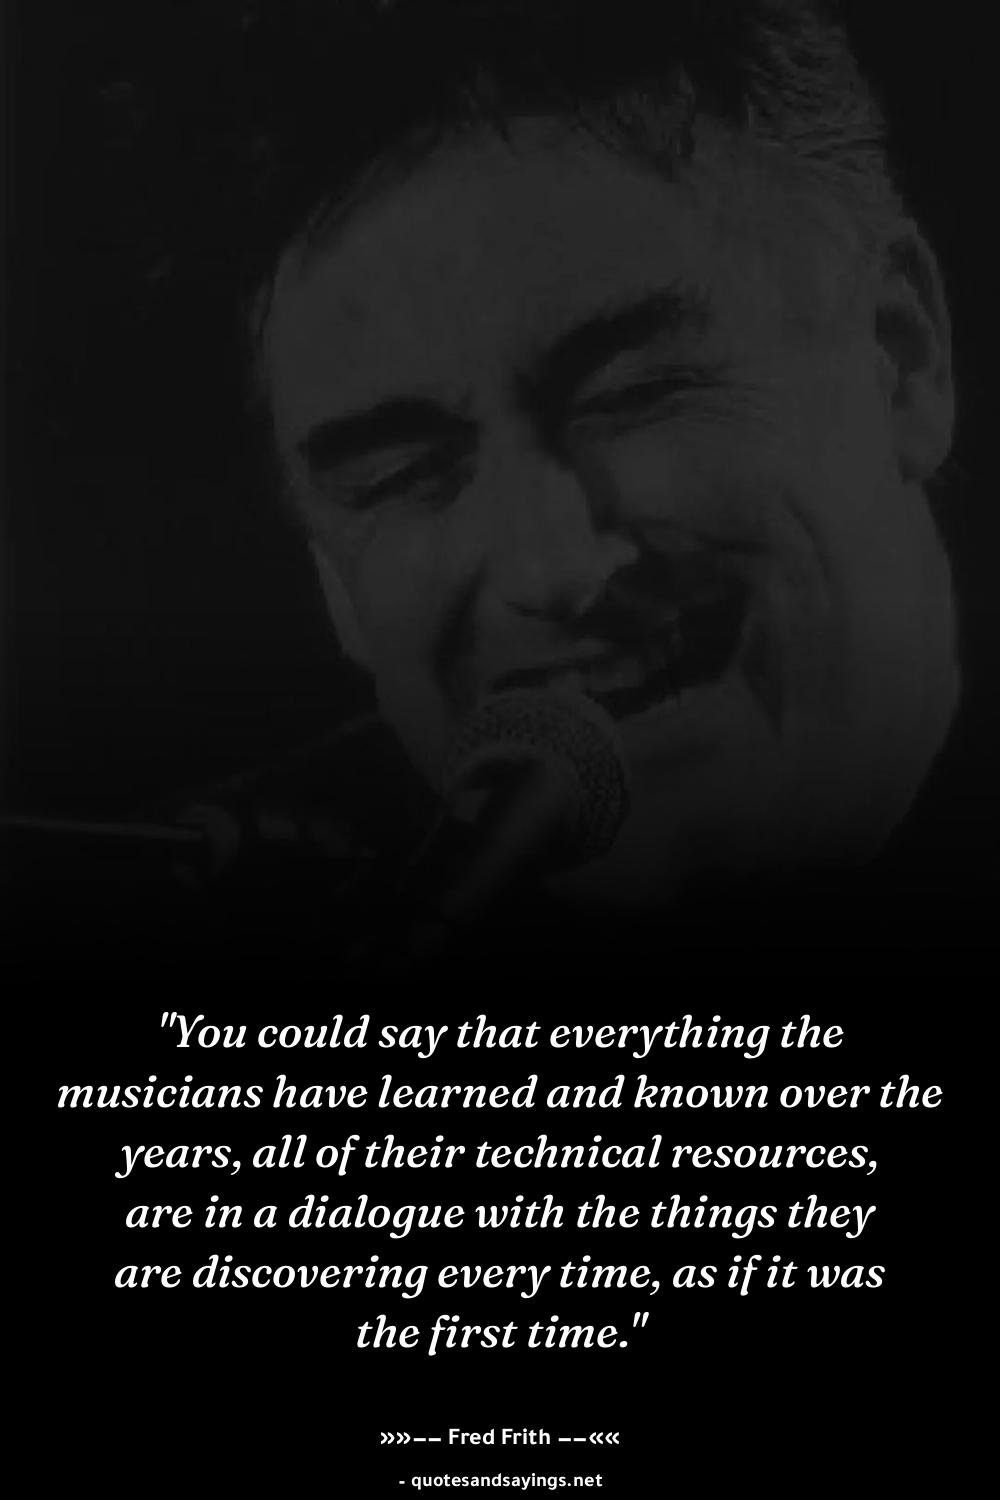 "You could say that everything the
musicians have learned and known over the
years, all of their technical resources,
are in a dialogue with the things they
are discovering every time, as if it was
the first time."
»»-- Fred Frith --««
- quotesandsayings.net